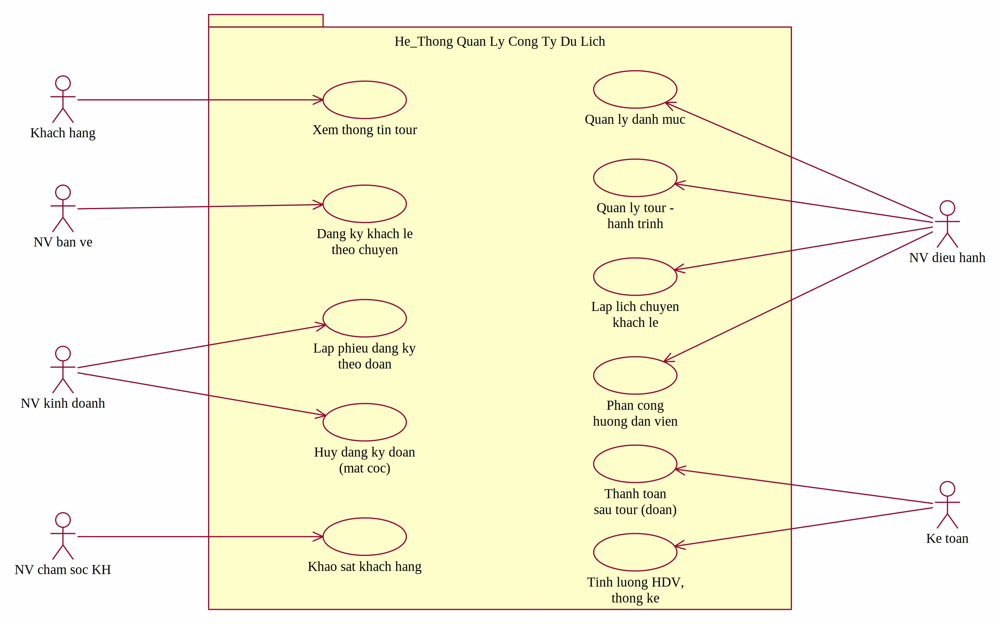 He_Thong Quan Ly Cong Ty Du Lich
Khach hang
Xem thong tin tour
Quan ly danh muc
NV ban ve
Dang ky khach le
theo chuyen
Quan ly tour -
hanh trinh
NV dieu hanh
Lap lich chuyen
khach le
NV kinh doanh
Lap phieu dang ky
theo doan
Phan cong
huong dan vien
Huy dang ky doan
(mat coc)
Thanh toan
sau tour (doan)
NV cham soc KH
Khao sat khach hang
Ke toan
Tinh luong HDV,
thong ke